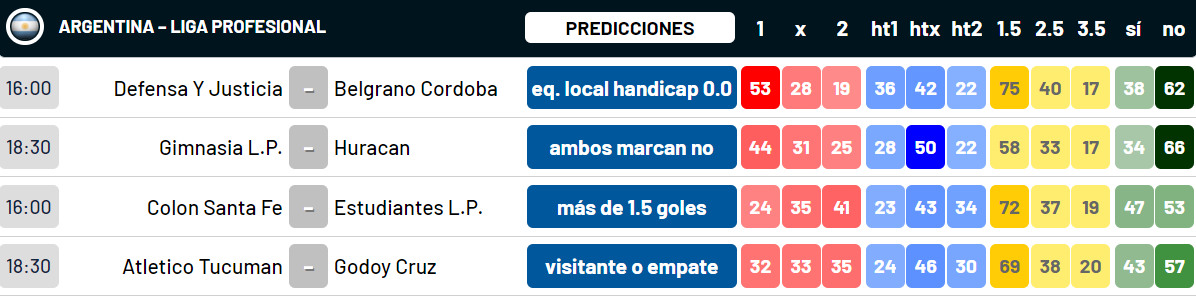 ARGENTINA – LIGA PROFESIONAL PREDICCIONES 1 x 2 ht1 htx ht2 1.5 2.5 3.5 sí no
16:00 Defensa Y Justicia – Belgrano Cordoba eq. local handicap 0.0 53 28 19 36 42 22 75 40 17 38 62
18:30 Gimnasia L.P. – Huracan ambos marcan no 44 31 25 28 50 22 58 33 17 34 66
16:00 Colon Santa Fe – Estudiantes L.P. más de 1.5 goles 24 35 41 23 43 34 72 37 19 47 53
18:30 Atletico Tucuman – Godoy Cruz visitante o empate 32 33 35 24 46 30 69 38 20 43 57